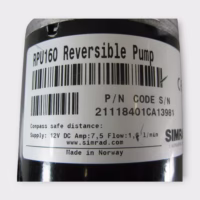 RPU160 Reversible Pump
P/N CODE S/N
21118401CA13981
Compass safe distance:
Supply: 12V DC Amp:7,5 Flow:1,6 l/min
www.simrad.com
Made in Norway
SIMRAD